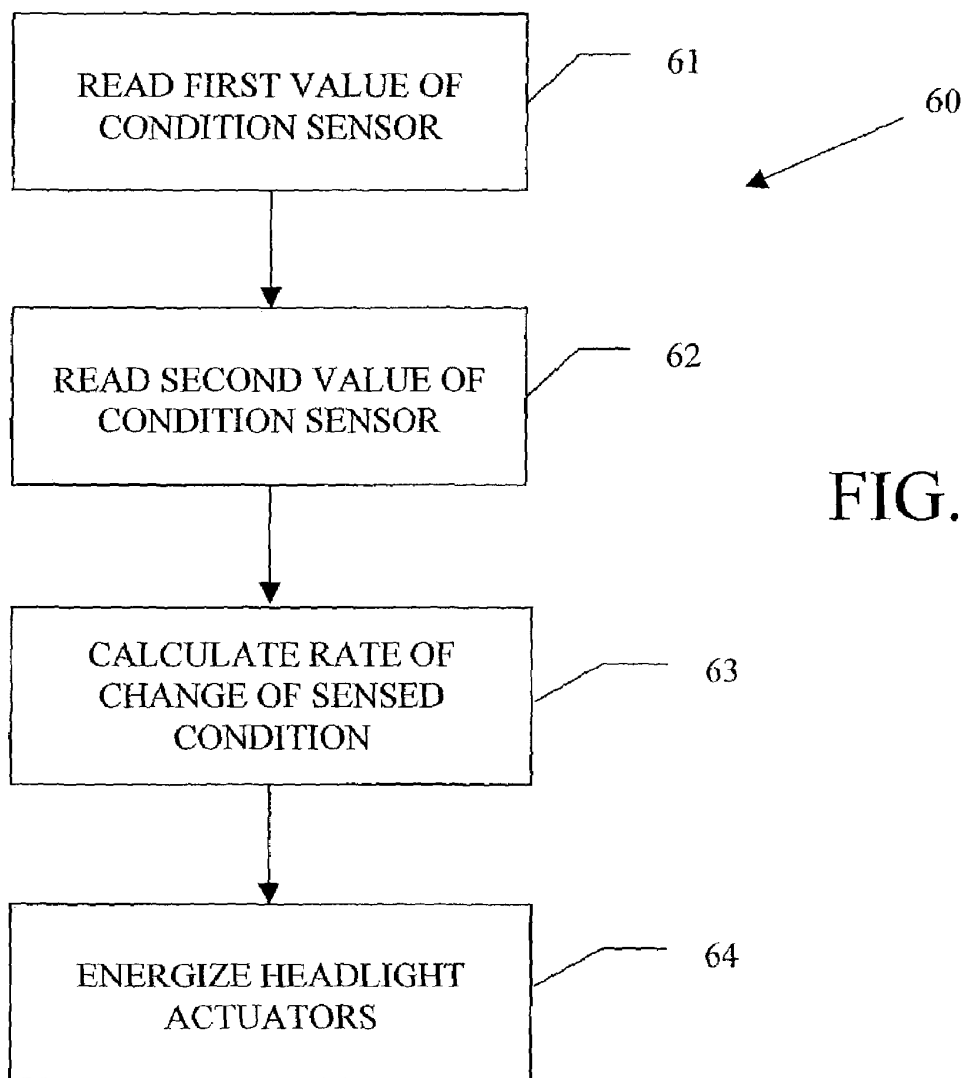 READ FIRST VALUE OF
CONDITION SENSOR
61
60
READ SECOND VALUE OF
CONDITION SENSOR
62
FIG.
CALCULATE RATE OF
CHANGE OF SENSED
CONDITION
63
ENERGIZE HEADLIGHT
ACTUATORS
64